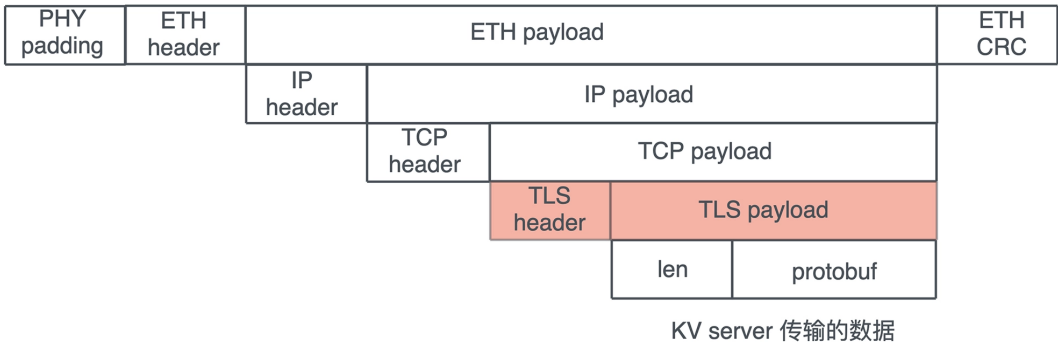 PHY
padding
ETH
header
ETH payload
ETH
CRC
IP
header
IP payload
TCP
header
TCP payload
TLS
header
TLS payload
len
protobuf
KV server 传输的数据